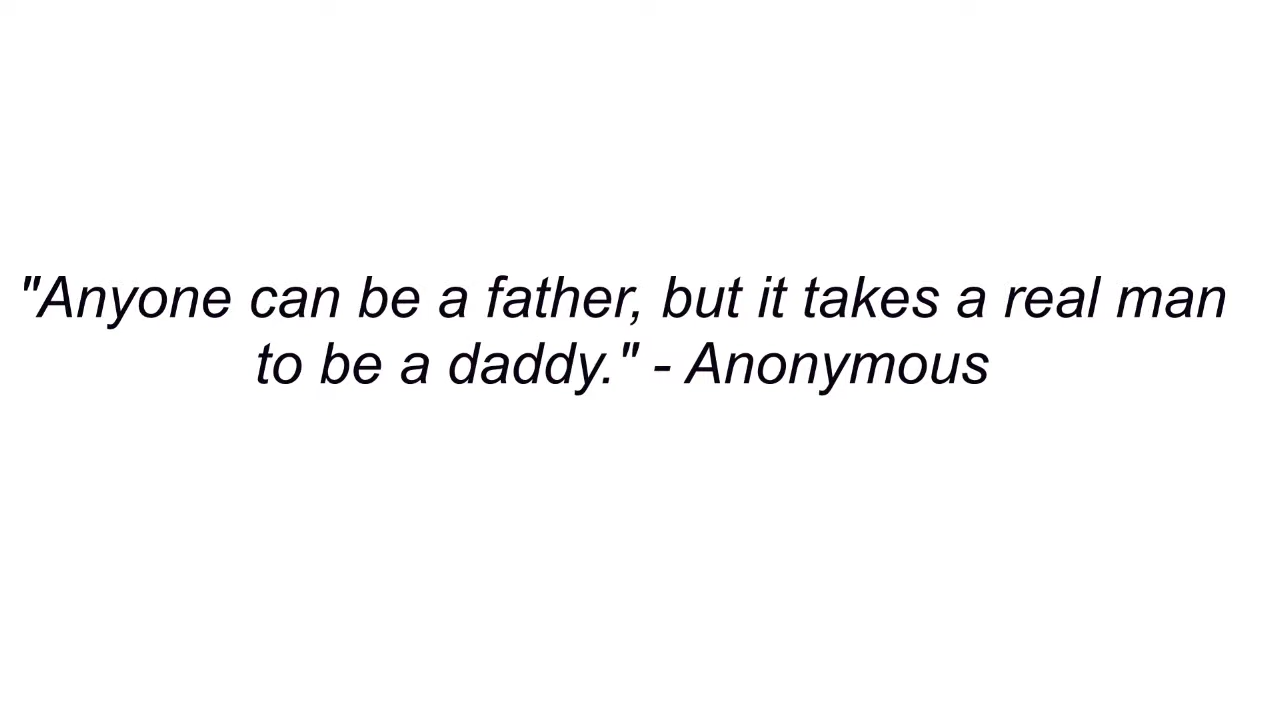 "Anyone can be a father, but it takes a real man
to be a daddy." - Anonymous